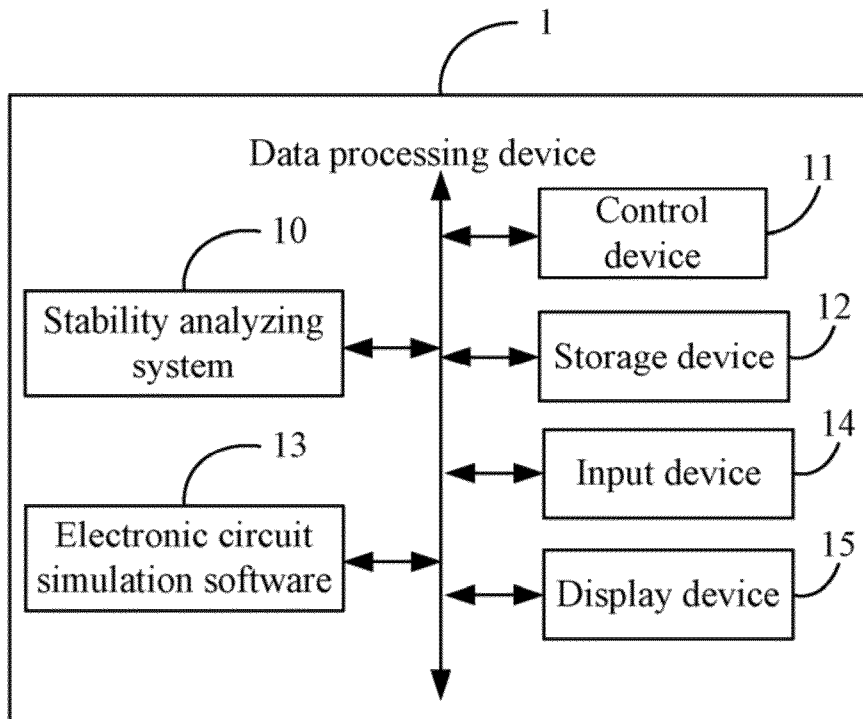 1
Data processing device
11
Control
device
10
Stability analyzing
system
12
Storage device
14
Input device
13
Electronic circuit
simulation software
15
Display device